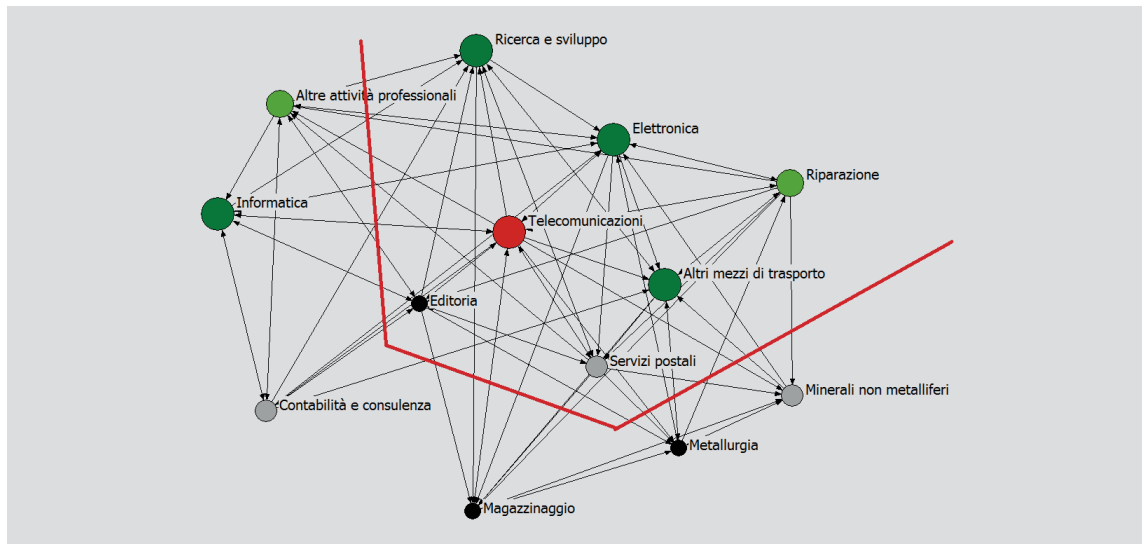 Ricerca e sviluppo
Altre attività professionali
Elettronica
Riparazione
Informatica
Telecomunicazioni
Altri mezzi di trasporto
Editoria
Servizi postali
Minerali non metalliferi
Contabilità e consulenza
Metallurgia
Magazzinaggio